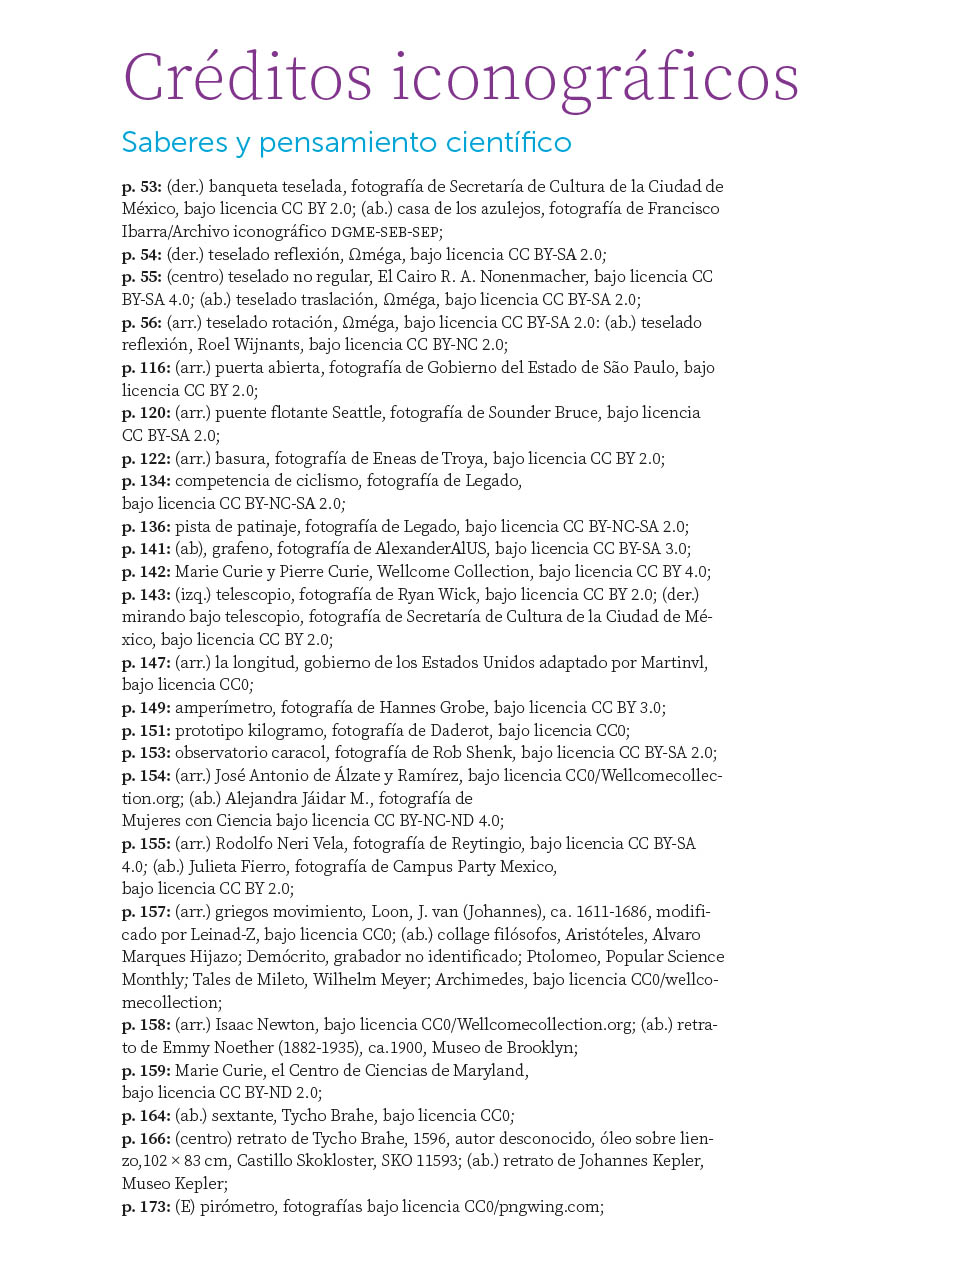 Créditos iconográficos
Saberes y pensamiento científico
p. 53: (der.) banqueta teselada, fotografía de Secretaría de Cultura de la Ciudad de
México, bajo licencia CC BY 2.0; (ab.) casa de los azulejos, fotografía de Francisco
Ibarra/Archivo iconográfico DGME-SEB-SEP;
p. 54: (der.) teselado reflexión, Ωméga, bajo licencia CC BY-SA 2.0;
p. 55: (centro) teselado no regular, El Cairo R. A. Nonenmacher, bajo licencia CC
BY-SA 4.0; (ab.) teselado traslación, Ωméga, bajo licencia CC BY-SA 2.0;
p. 56: (arr.) teselado rotación, Ωméga, bajo licencia CC BY-SA 2.0: (ab.) teselado
reflexión, Roel Wijnants, bajo licencia CC BY-NC 2.0;
p. 116: (arr.) puerta abierta, fotografía de Gobierno del Estado de São Paulo, bajo
licencia CC BY 2.0;
p. 120: (arr.) puente flotante Seattle, fotografía de Sounder Bruce, bajo licencia
CC BY-SA 2.0;
p. 122: (arr.) basura, fotografía de Eneas de Troya, bajo licencia CC BY 2.0;
p. 134: competencia de ciclismo, fotografía de Legado,
bajo licencia CC BY-NC-SA 2.0;
p. 136: pista de patinaje, fotografía de Legado, bajo licencia CC BY-NC-SA 2.0;
p. 141: (ab), grafeno, fotografía de AlexanderAlUS, bajo licencia CC BY-SA 3.0;
p. 142: Marie Curie y Pierre Curie, Wellcome Collection, bajo licencia CC BY 4.0;
p. 143: (izq.) telescopio, fotografía de Ryan Wick, bajo licencia CC BY 2.0; (der.)
mirando bajo telescopio, fotografía de Secretaría de Cultura de la Ciudad de Mé-
xico, bajo licencia CC BY 2.0;
p. 147: (arr.) la longitud, gobierno de los Estados Unidos adaptado por Martinvl,
bajo licencia CC0;
p. 149: amperímetro, fotografía de Hannes Grobe, bajo licencia CC BY 3.0;
p. 151: prototipo kilogramo, fotografía de Daderot, bajo licencia CC0;
p. 153: observatorio caracol, fotografía de Rob Shenk, bajo licencia CC BY-SA 2.0;
p. 154: (arr.) José Antonio de Álzate y Ramírez, bajo licencia CC0/Wellcomecollec-
tion.org; (ab.) Alejandra Jáidar M., fotografía de
Mujeres con Ciencia bajo licencia CC BY-NC-ND 4.0;
p. 155: (arr.) Rodolfo Neri Vela, fotografía de Reytingio, bajo licencia CC BY-SA
4.0; (ab.) Julieta Fierro, fotografía de Campus Party Mexico,
bajo licencia CC BY 2.0;
p. 157: (arr.) griegos movimiento, Loon, J. van (Johannes), ca. 1611-1686, modifi-
cado por Leinad-Z, bajo licencia CC0; (ab.) collage filósofos, Aristóteles, Alvaro
Marques Hijazo; Demócrito, grabador no identificado; Ptolomeo, Popular Science
Monthly; Tales de Mileto, Wilhelm Meyer; Archimedes, bajo licencia CC0/wellco-
mecollection;
p. 158: (arr.) Isaac Newton, bajo licencia CC0/Wellcomecollection.org; (ab.) retra-
to de Emmy Noether (1882-1935), ca.1900, Museo de Brooklyn;
p. 159: Marie Curie, el Centro de Ciencias de Maryland,
bajo licencia CC BY-ND 2.0;
p. 164: (ab.) sextante, Tycho Brahe, bajo licencia CC0;
p. 166: (centro) retrato de Tycho Brahe, 1596, autor desconocido, óleo sobre lien-
zo,102 × 83 cm, Castillo Skokloster, SKO 11593; (ab.) retrato de Johannes Kepler,
Museo Kepler;
p. 173: (E) pirómetro, fotografías bajo licencia CC0/pngwing.com;